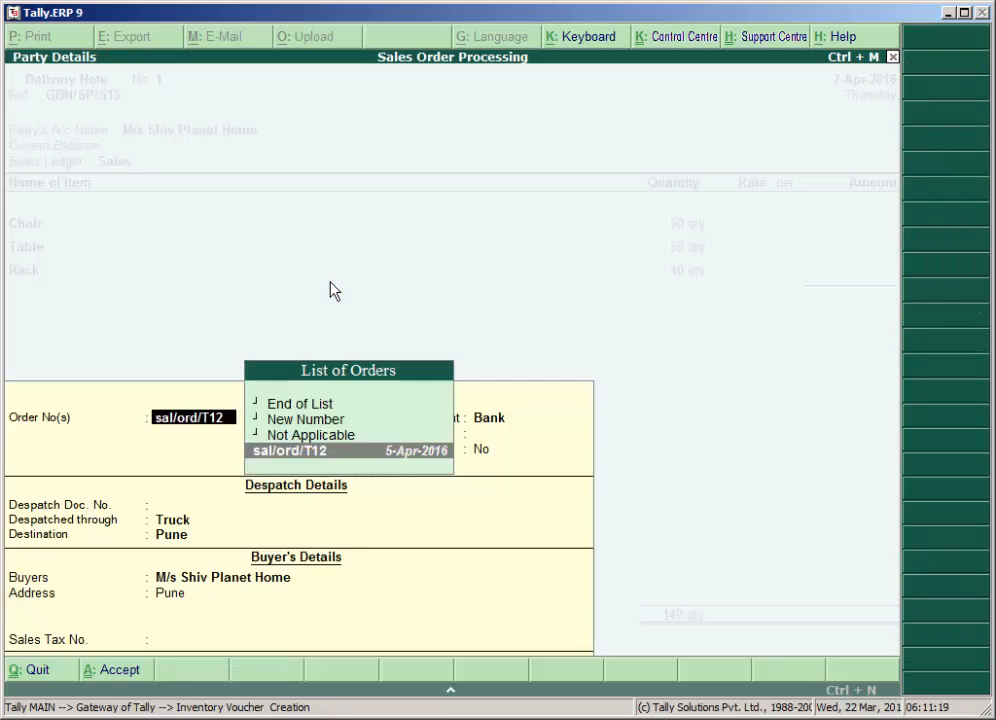 Tally.ERP 9
P: Print E: Export M: E-Mail O: Upload G: Language K: Keyboard K: Control Centre H: Support Centre H: Help
Party Details Sales Order Processing Ctrl + M
Delivery Note No. 1 7-Apr-2016
Ref: GDN/SP/S15 Thursday
Party's A/c Name : M/s Shiv Planet Home
Current Balance :
Sales Ledger : Sales
Name of Item Quantity Rate per Amount
Chair 50 qty
Table 50 qty
Rack 40 qty
List of Orders
End of List
Order No(s) : sal/ord/T12 t : Bank
New Number
Not Applicable :
sal/ord/T12 5-Apr-2016 : No
Despatch Details
Despatch Doc. No. :
Despatched through : Truck
Destination : Pune
Buyer's Details
Buyers : M/s Shiv Planet Home
Address : Pune
140 qty
Sales Tax No. :
Q: Quit A: Accept
Ctrl + N
Tally MAIN --> Gateway of Tally --> Inventory Voucher Creation (c) Tally Solutions Pvt. Ltd., 1988-200 Wed, 22 Mar, 201 06:11:19